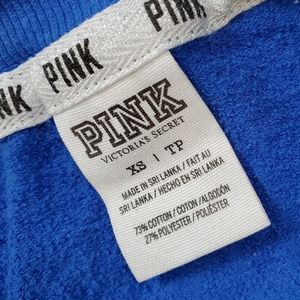 PINK PINK PINK
PINK
VICTORIA'S SECRET
XS | TP
MADE IN SRI LANKA / FAIT AU
SRI LANKA / HECHO EN SRI LANKA
73% COTTON / COTON / ALGODÓN
27% POLYESTER / POLIÉSTER